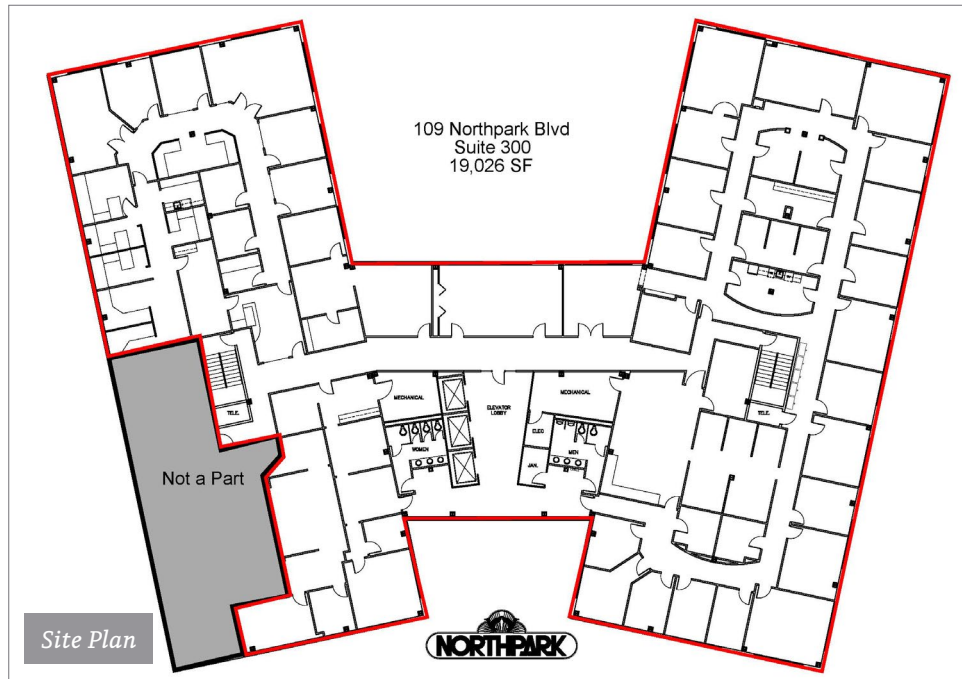 109 Northpark Blvd
Suite 300
19,026 SF
MECHANICAL
ELEVATOR
LOBBY
MECHANICAL
TELE.
TELE.
ELEC
WOMEN
MEN
JAN.
Not a Part
Site Plan
NORTHPARK